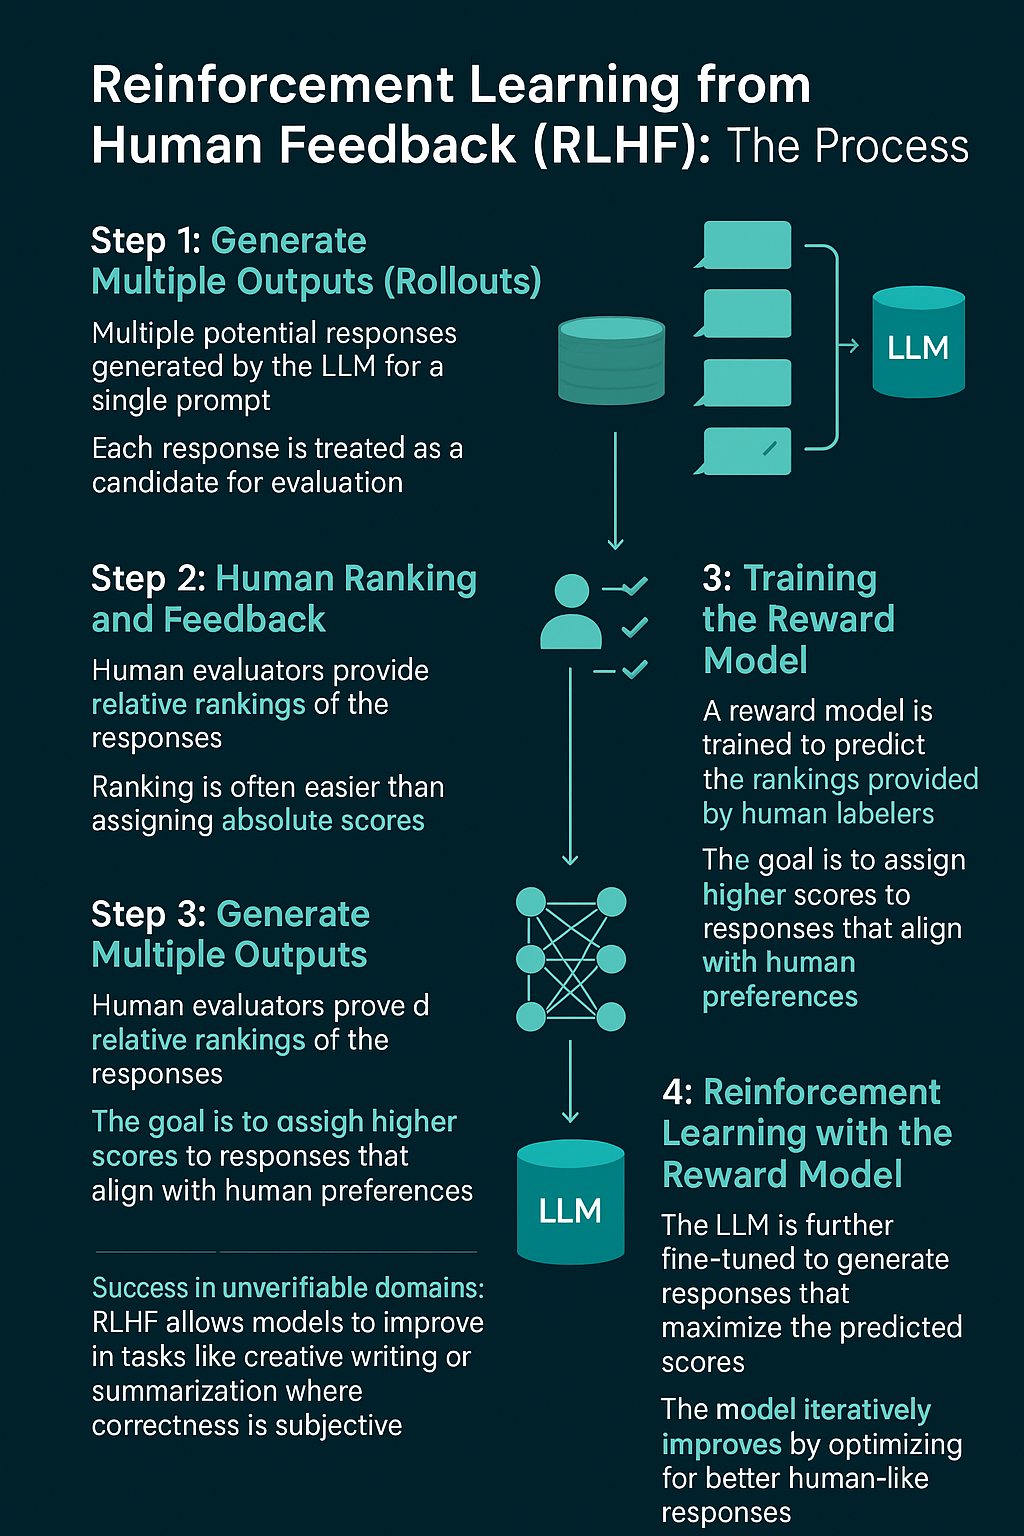 Reinforcement Learning from
Human Feedback (RLHF): The Process
Step 1: Generate
Multiple Outputs (Rollouts)
Multiple potential responses
generated by the LLM for a
single prompt
Each response is treated as a
candidate for evaluation
LLM
Step 2: Human Ranking
and Feedback
Human evaluators provide
relative rankings of the
responses
Ranking is often easier than
assigning absolute scores
3: Training
the Reward
Model
A reward model is
trained to predict
the rankings provided
by human labelers
The goal is to assign
higher scores to
responses that align
with human
preferences
Step 3: Generate
Multiple Outputs
Human evaluators prove d
relative rankings of the
responses
The goal is to assigh higher
scores to responses that
align with human preferences
LLM
4: Reinforcement
Learning with the
Reward Model
The LLM is further
fine-tuned to generate
responses that
maximize the predicted
scores
The model iteratively
improves by optimizing
for better human-like
responses
Success in unverifiable domains:
RLHF allows models to improve
in tasks like creative writing or
summarization where
correctness is subjective